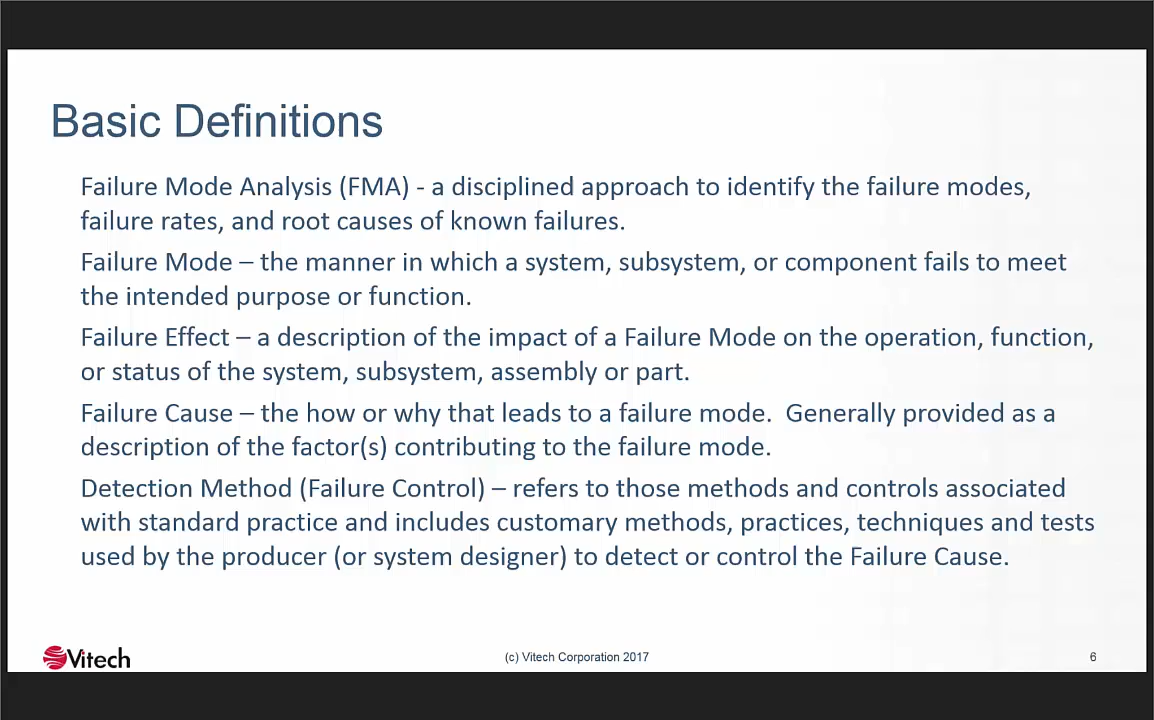 Basic Definitions
Failure Mode Analysis (FMA) - a disciplined approach to identify the failure modes,
failure rates, and root causes of known failures.
Failure Mode – the manner in which a system, subsystem, or component fails to meet
the intended purpose or function.
Failure Effect – a description of the impact of a Failure Mode on the operation, function,
or status of the system, subsystem, assembly or part.
Failure Cause – the how or why that leads to a failure mode.  Generally provided as a
description of the factor(s) contributing to the failure mode.
Detection Method (Failure Control) – refers to those methods and controls associated
with standard practice and includes customary methods, practices, techniques and tests
used by the producer (or system designer) to detect or control the Failure Cause.
Vitech
(c) Vitech Corporation 2017
6